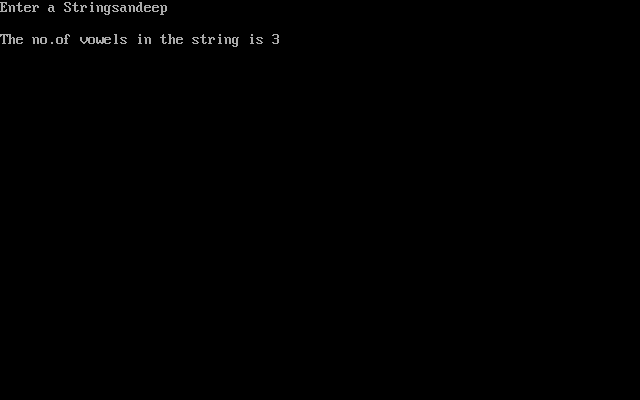 Enter a Stringsandeep
The no.of vowels in the string is 3